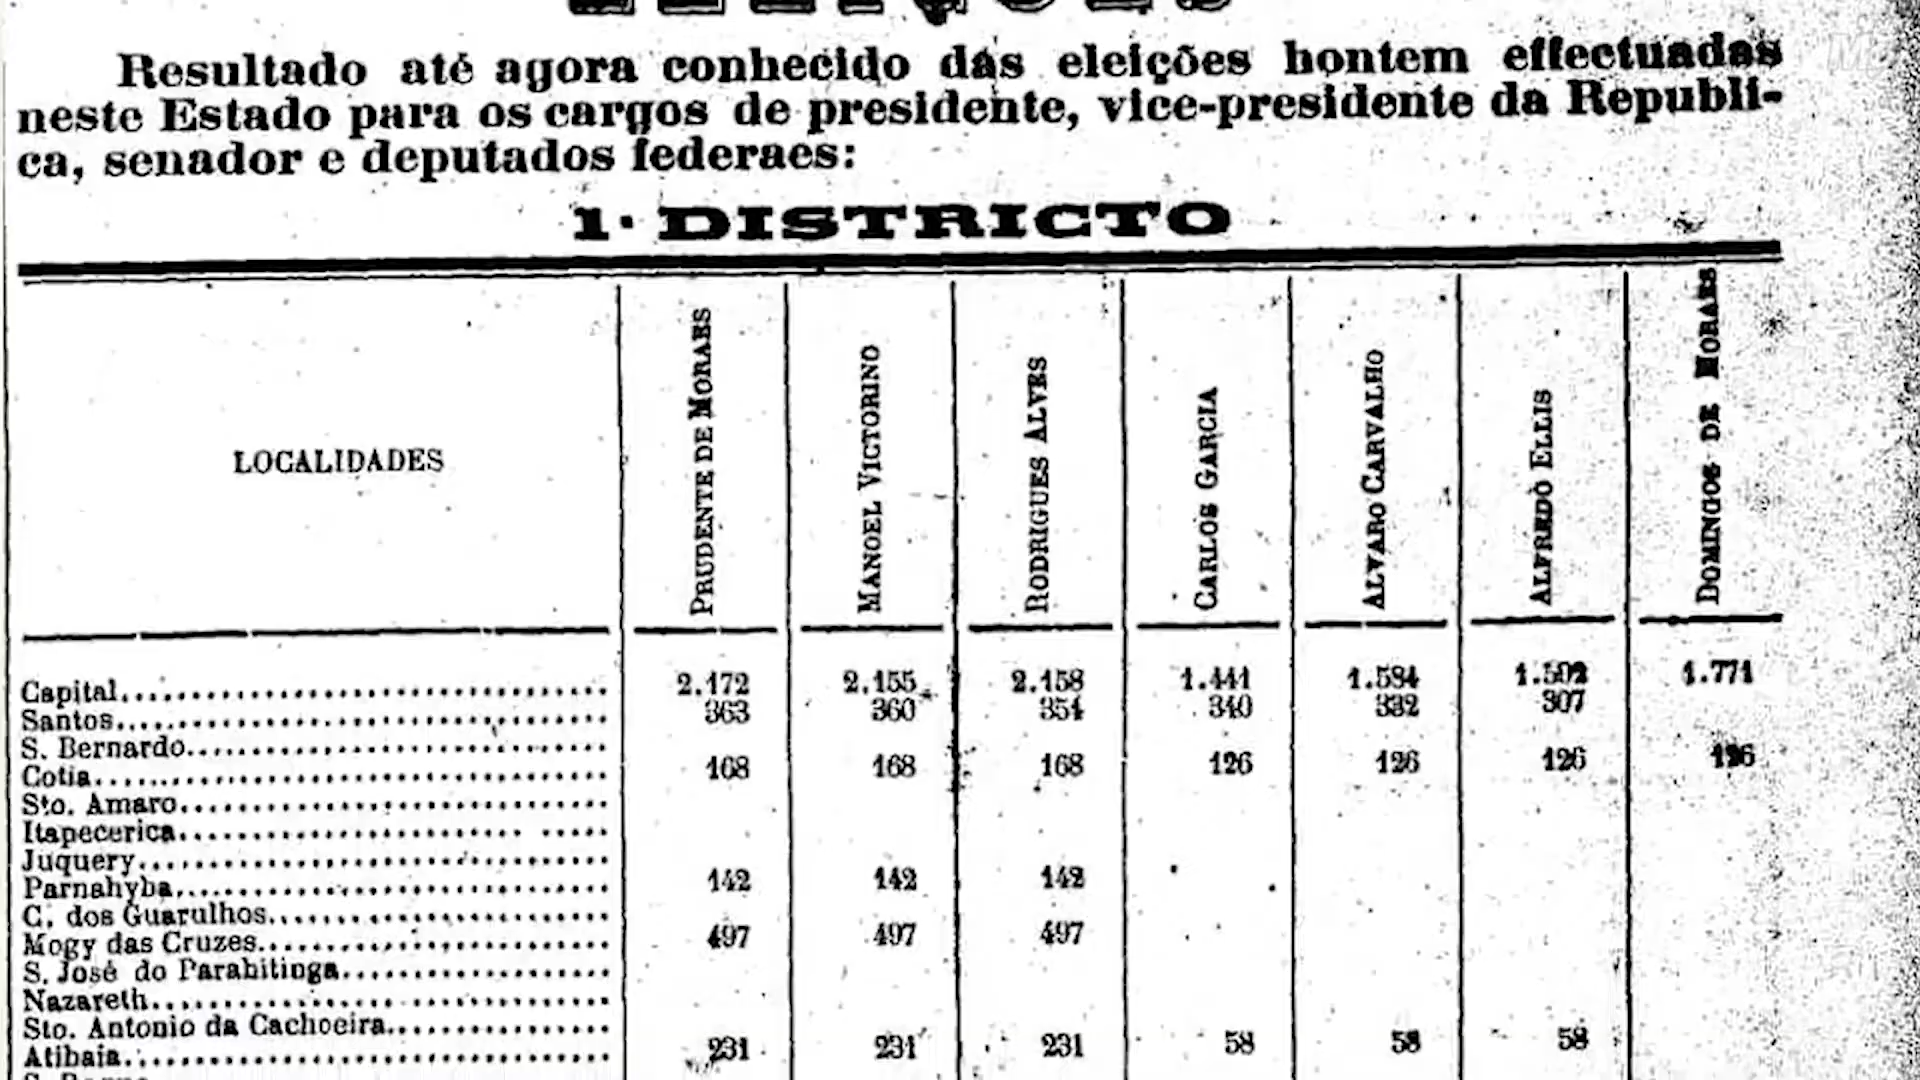 Resultado até agora conhecido das eleições hontem effectuadas
neste Estado para os cargos de presidente, vice-presidente da Republi-
ca, senador e deputados federaes:
1· DISTRICTO
LOCALIDADES PRUDENTE DE MORAES MANOEL VICTORINO RODRIGUES ALVES CARLOS GARCIA ALVARO CARVALHO ALFREDO ELLIS DOMINGOS DE MORAES
Capital 2.172 2.155 2.158 1.441 1.584 1.502 1.771
Santos 363 360 354 340 332 307
S. Bernardo
Cotia 168 168 168 126 126 126 126
Sto. Amaro
Itapecerica
Juquery
Parnahyba 142 142 142
C. dos Guarulhos
Mogy das Cruzes 497 497 497
S. José do Parahitinga
Nazareth
Sto. Antonio da Cachoeira
Atibaia 231 231 231 58 58 58